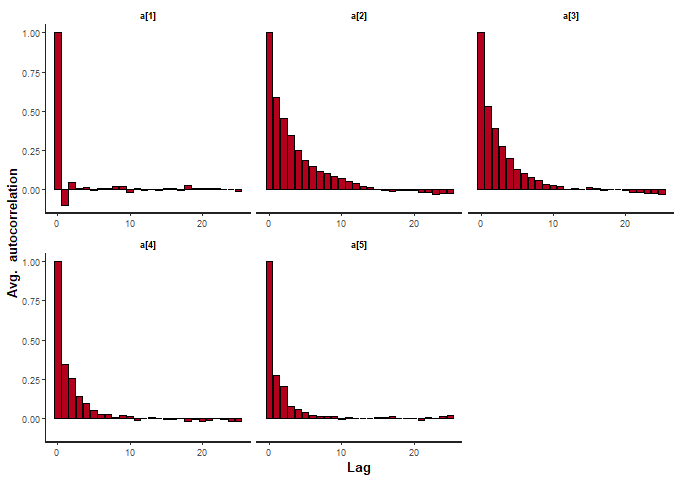 a[1] a[2] a[3]
1.00
0.75
0.50
0.25
0.00
0 10 20 0 10 20 0 10 20
a[4] a[5]
1.00
0.75
0.50
0.25
0.00
0 10 20 0 10 20
Avg. autocorrelation
Lag